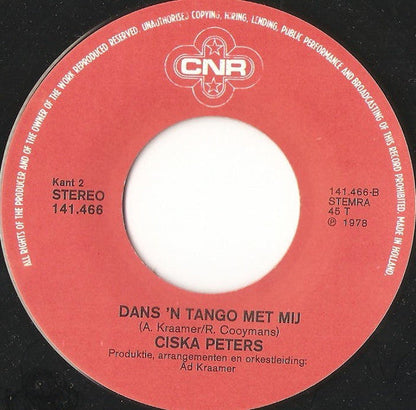 ALL RIGHTS OF THE PRODUCER AND OF THE OWNER OF THE WORK REPRODUCED RESERVED UNAUTHORISED COPYING, HIRING, LENDING, PUBLIC PERFORMANCE AND BROADCASTING OF THIS RECORD PROHIBITED. MADE IN HOLLAND.
CNR
Kant 2
STEREO
141.466
141.466-B
STEMRA
45 T
℗ 1978
DANS 'N TANGO MET MIJ
(A. Kraamer/R. Cooymans)
CISKA PETERS
Produktie, arrangementen en orkestleiding:
Ad Kraamer